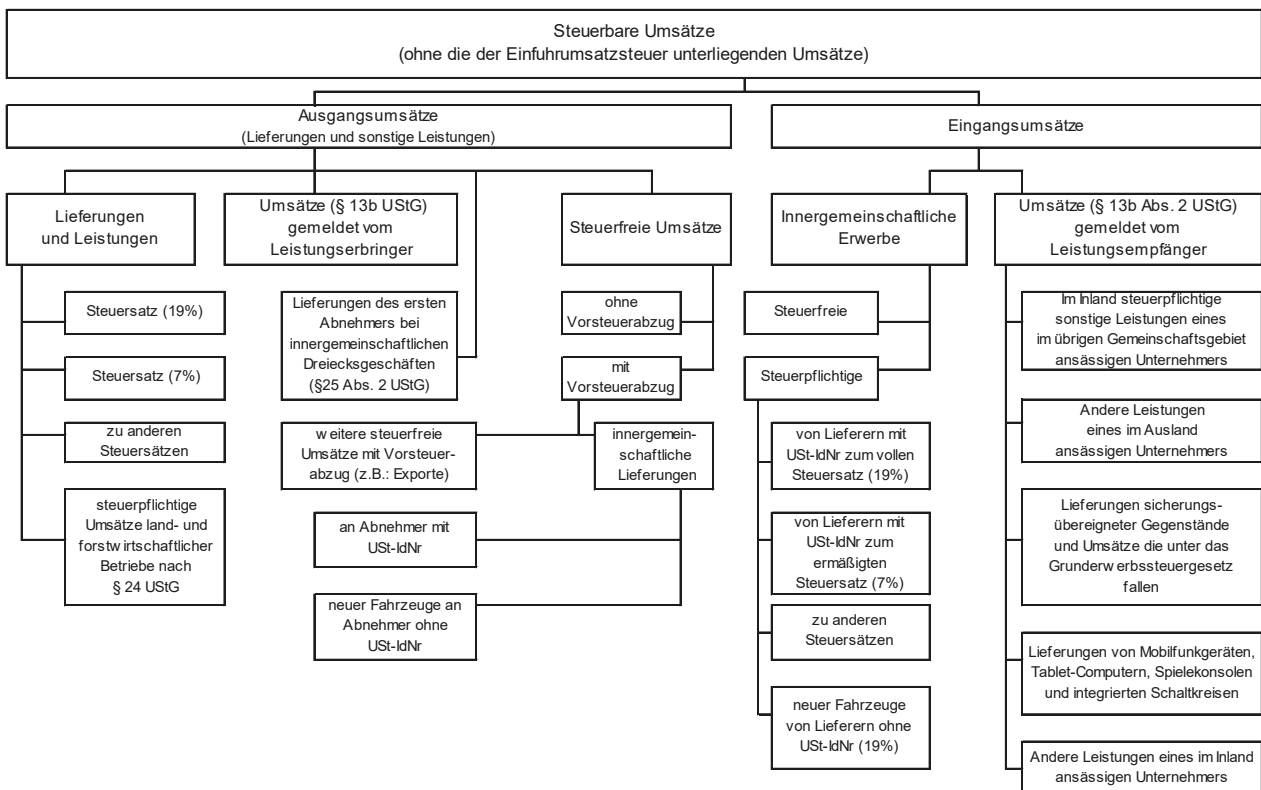 Steuerbare Umsätze
(ohne die der Einfuhrumsatzsteuer unterliegenden Umsätze)
Ausgangsumsätze
(Lieferungen und sonstige Leistungen)
Eingangsumsätze
Lieferungen
und Leistungen
Umsätze (§ 13b UStG)
gemeldet vom
Leistungserbringer
Steuerfreie Umsätze
Innergemeinschaftliche
Erwerbe
Umsätze (§ 13b Abs. 2 UStG)
gemeldet vom
Leistungsempfänger
Steuersatz (19%)
Steuersatz (7%)
zu anderen
Steuersätzen
steuerpflichtige
Umsätze land- und
forstwirtschaftlicher
Betriebe nach
§ 24 UStG
Lieferungen des ersten
Abnehmers bei
innergemeinschaftlichen
Dreiecksgeschäften
(§25 Abs. 2 UStG)
ohne
Vorsteuerabzug
mit
Vorsteuerabzug
weitere steuerfreie
Umsätze mit Vorsteuer-
abzug (z.B.: Exporte)
innergemein-
schaftliche
Lieferungen
an Abnehmer mit
USt-IdNr
neuer Fahrzeuge an
Abnehmer ohne
USt-IdNr
Steuerfreie
Steuerpflichtige
von Lieferern mit
USt-IdNr zum vollen
Steuersatz (19%)
von Lieferern mit
USt-IdNr zum
ermäßigten
Steuersatz (7%)
zu anderen
Steuersätzen
neuer Fahrzeuge
von Lieferern ohne
USt-IdNr (19%)
Im Inland steuerpflichtige
sonstige Leistungen eines
im übrigen Gemeinschaftsgebiet
ansässigen Unternehmers
Andere Leistungen
eines im Ausland
ansässigen Unternehmers
Lieferungen sicherungs-
übereigneter Gegenstände
und Umsätze die unter das
Grunderwerbssteuergesetz
fallen
Lieferungen von Mobilfunkgeräten,
Tablet-Computern, Spielekonsolen
und integrierten Schaltkreisen
Andere Leistungen eines im Inland
ansässigen Unternehmers